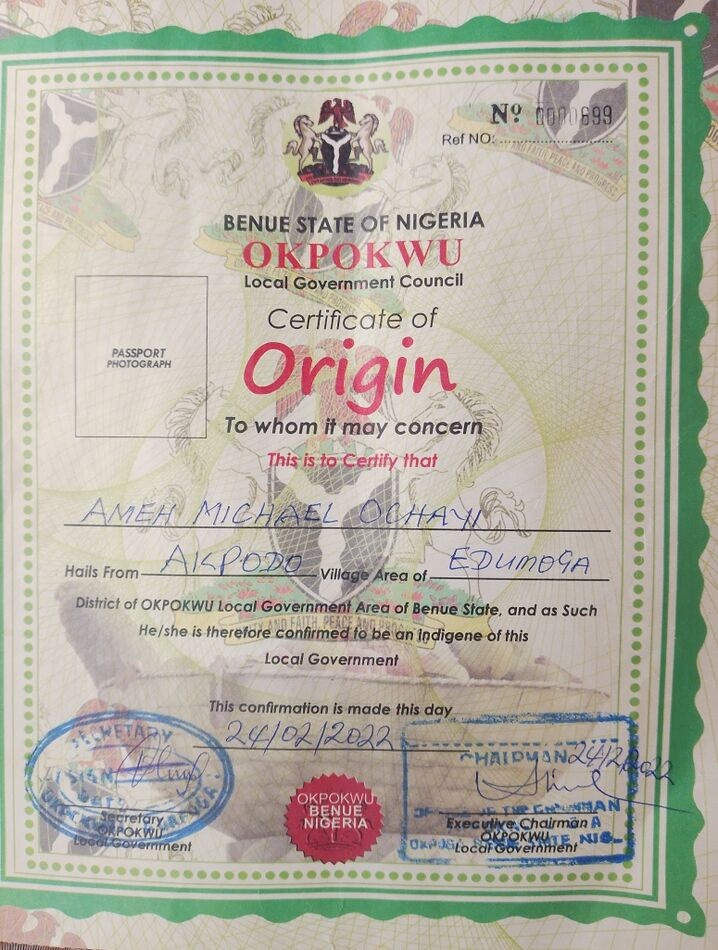 Nº 0000899
Ref NO: ........................
BENUE STATE OF NIGERIA
OKPOKWU
Local Government Council
Certificate of
Origin
PASSPORT
PHOTOGRAPH
To whom it may concern
This is to Certify that
AMEH MICHAEL OCHAYI
Hails From AKPODO Village Area of EDUMOGA
District of OKPOKWU Local Government Area of Benue State, and as Such
He/she is therefore confirmed to be an indigene of this
Local Government
This confirmation is made this day
24/02/2022
SECRETARY
SIGN
DATE
Secretary
OKPOKWU
Local Government
OKPOKWU
BENUE
NIGERIA
CHAIRMAN 24/2/2022
Executive Chairman
OKPOKWU
Local Government